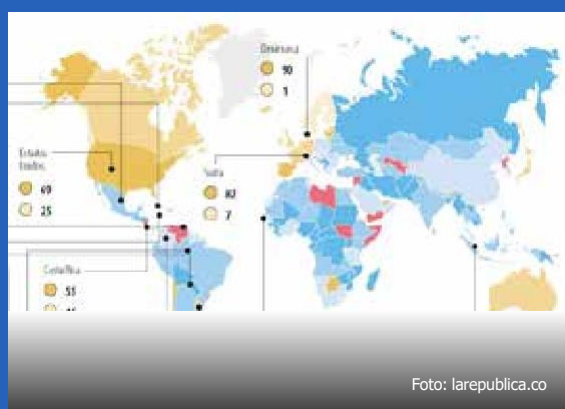 Dinamarca
90
1
Estados
Unidos
69
25
Suiza
82
7
Costa Rica
55
Foto: larepublica.co